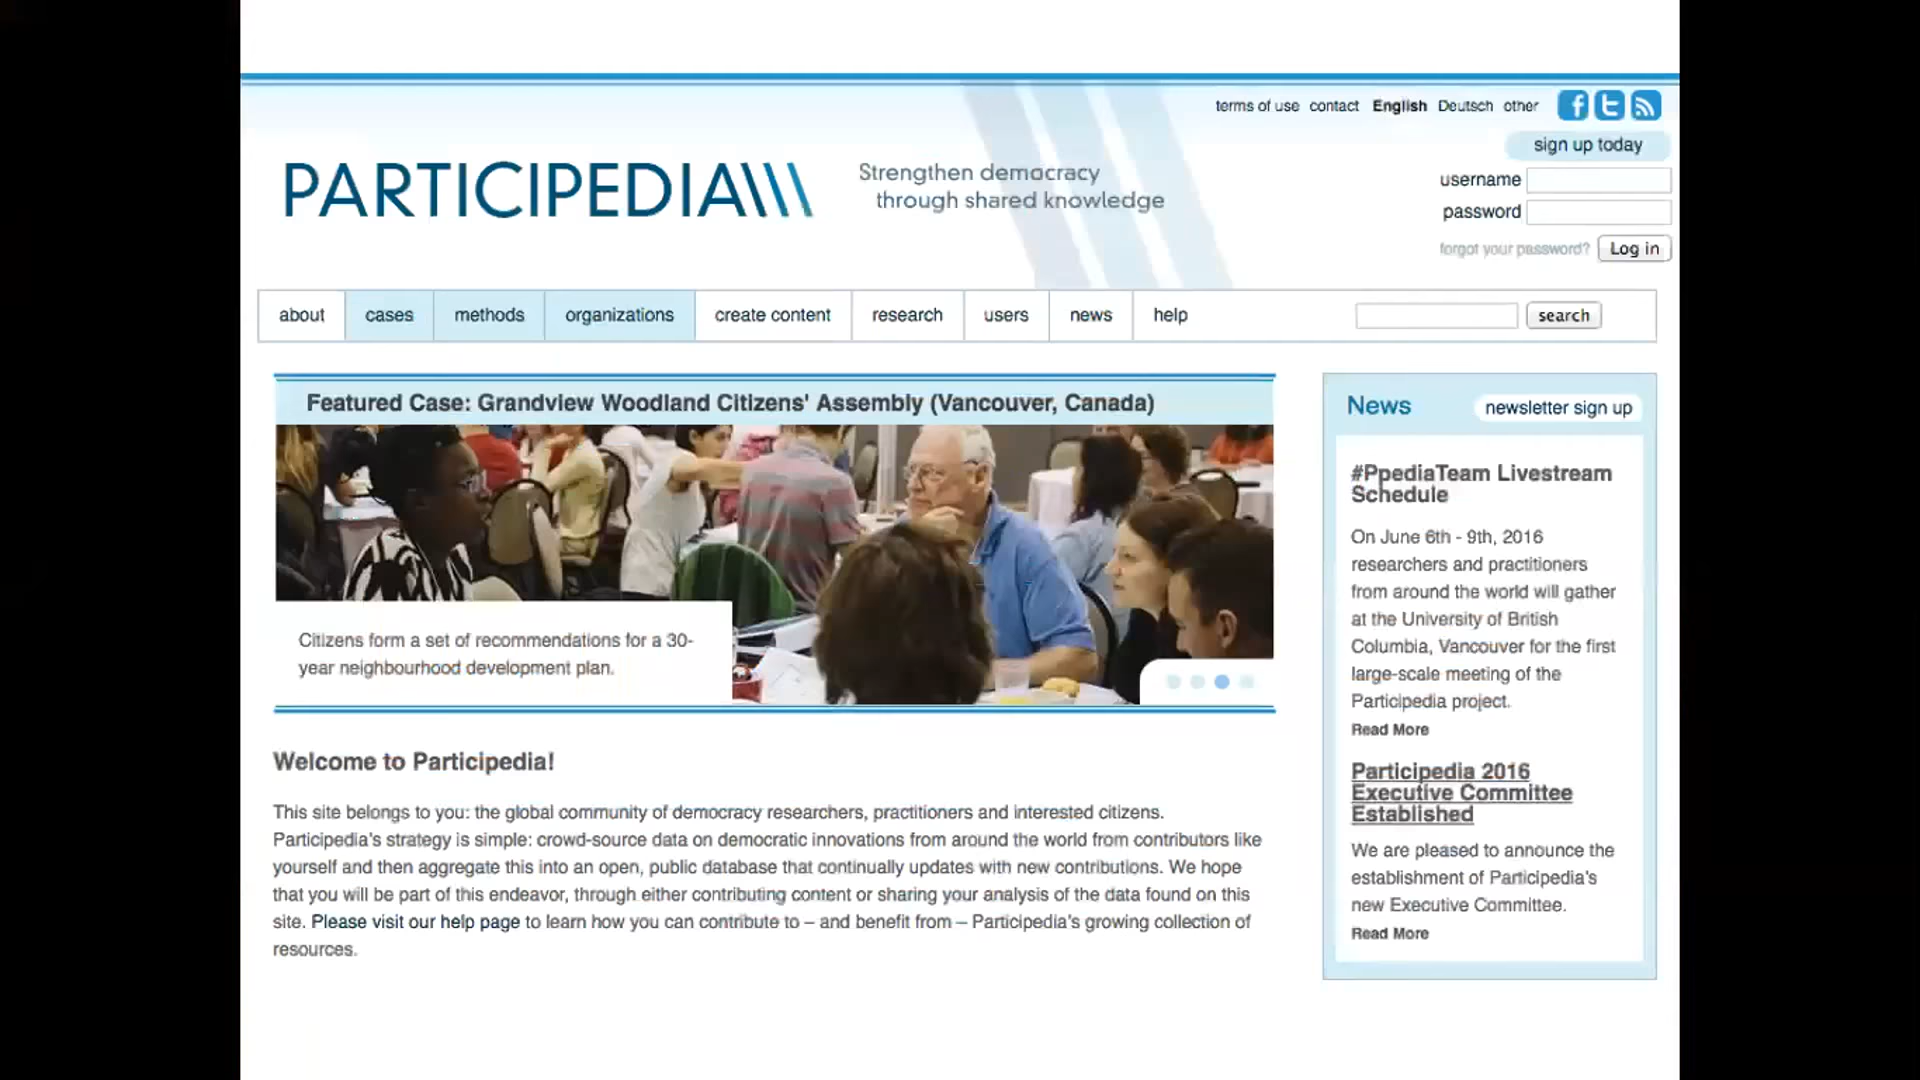 terms of use contact English Deutsch other
sign up today
PARTICIPEDIA
Strengthen democracy
through shared knowledge
username
password
forgot your password? Log in
about cases methods organizations create content research users news help search
Featured Case: Grandview Woodland Citizens' Assembly (Vancouver, Canada)
Citizens form a set of recommendations for a 30-
year neighbourhood development plan.
Welcome to Participedia!
This site belongs to you: the global community of democracy researchers, practitioners and interested citizens.
Participedia's strategy is simple: crowd-source data on democratic innovations from around the world from contributors like
yourself and then aggregate this into an open, public database that continually updates with new contributions. We hope
that you will be part of this endeavor, through either contributing content or sharing your analysis of the data found on this
site. Please visit our help page to learn how you can contribute to – and benefit from – Participedia's growing collection of
resources.
News newsletter sign up
#PpediaTeam Livestream
Schedule
On June 6th - 9th, 2016
researchers and practitioners
from around the world will gather
at the University of British
Columbia, Vancouver for the first
large-scale meeting of the
Participedia project.
Read More
Participedia 2016
Executive Committee
Established
We are pleased to announce the
establishment of Participedia's
new Executive Committee.
Read More